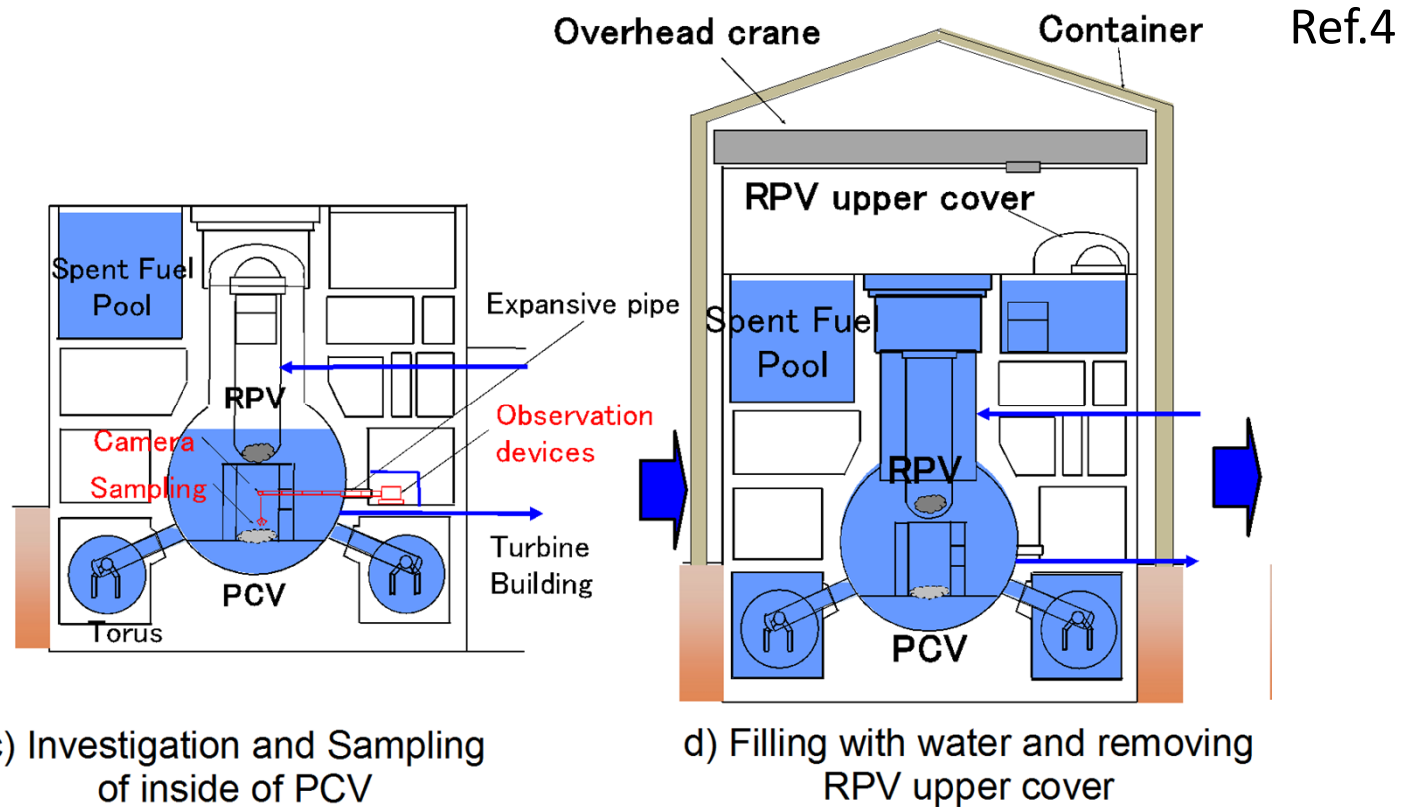 Ref.4
Spent Fuel
Pool
Expansive pipe
RPV
Camera
Sampling
Observation
devices
Turbine
Building
PCV
Torus
c) Investigation and Sampling
of inside of PCV
Overhead crane
Container
RPV upper cover
Spent Fuel
Pool
RPV
PCV
d) Filling with water and removing
RPV upper cover